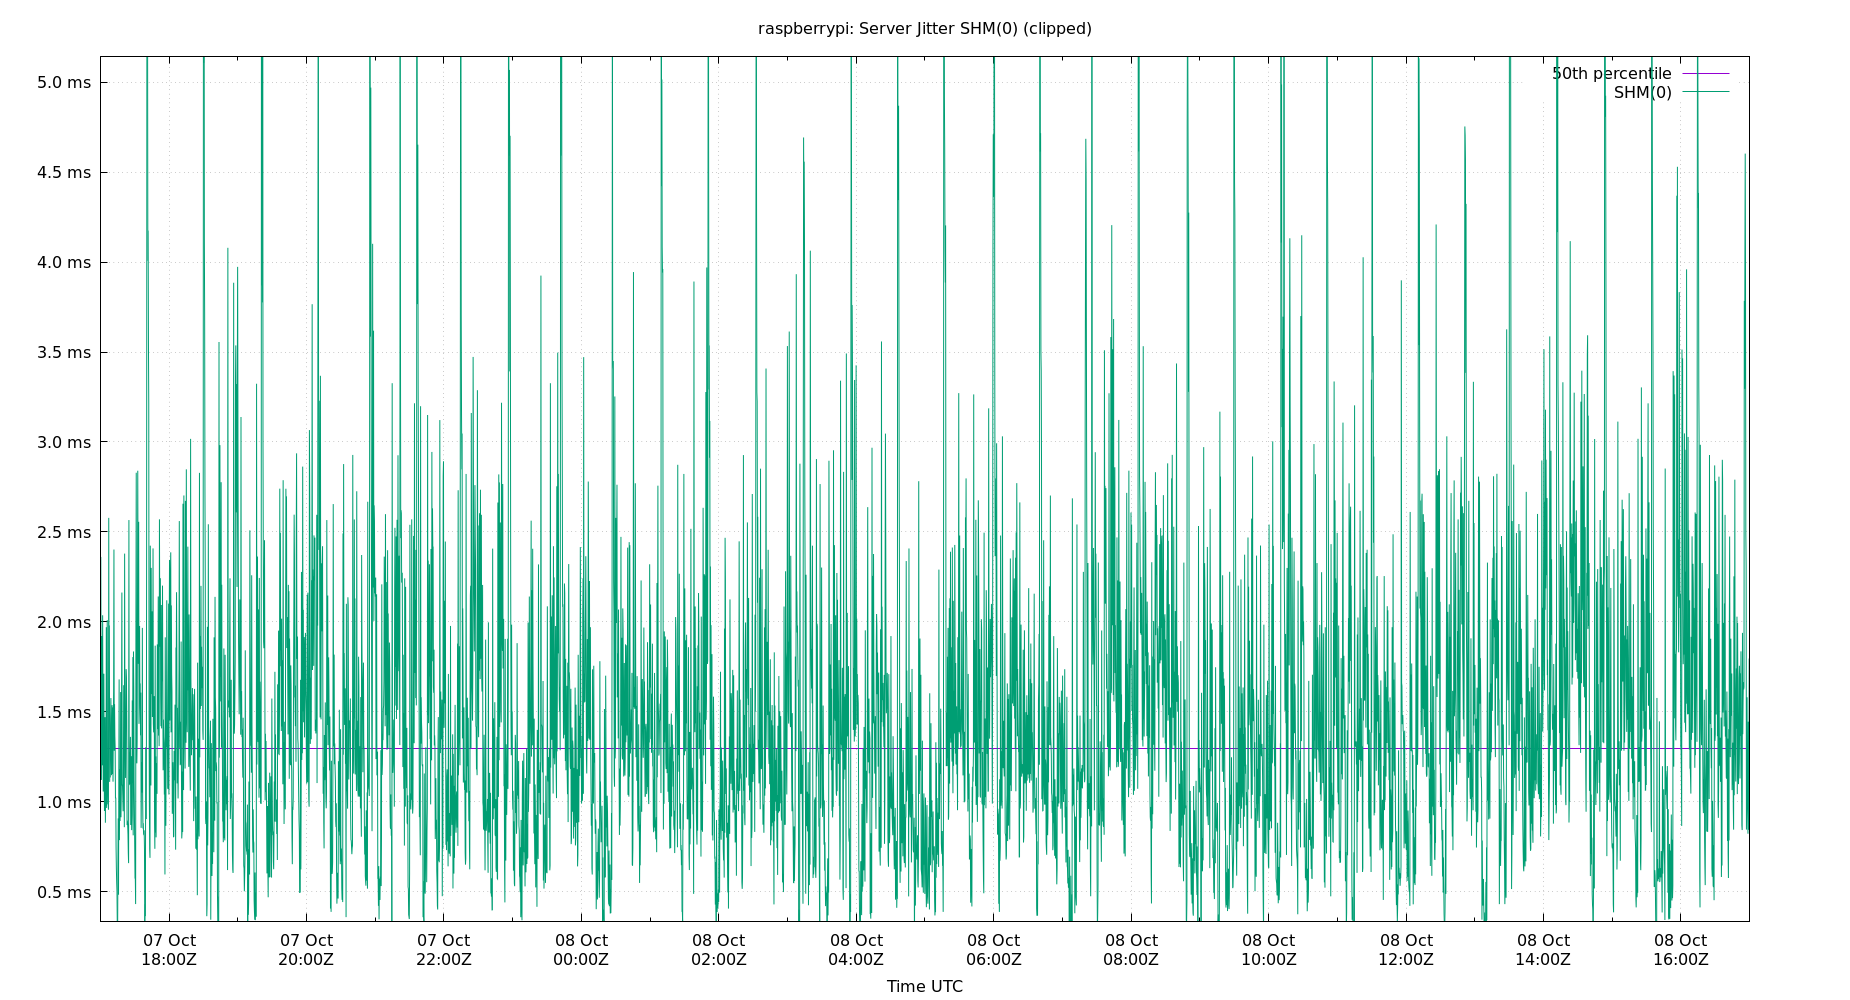 raspberrypi: Server Jitter SHM(0) (clipped)
50th percentile
SHM(0)
5.0 ms
4.5 ms
4.0 ms
3.5 ms
3.0 ms
2.5 ms
2.0 ms
1.5 ms
1.0 ms
0.5 ms
07 Oct 07 Oct 07 Oct 08 Oct 08 Oct 08 Oct 08 Oct 08 Oct 08 Oct 08 Oct 08 Oct 08 Oct
18:00Z 20:00Z 22:00Z 00:00Z 02:00Z 04:00Z 06:00Z 08:00Z 10:00Z 12:00Z 14:00Z 16:00Z
Time UTC